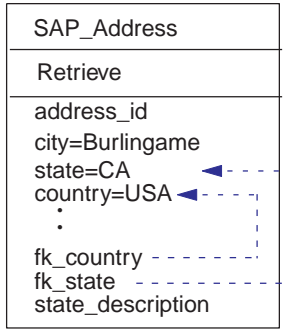 SAP_Address
Retrieve
address_id
city=Burlingame
state=CA
country=USA
.
.
fk_country
fk_state
state_description